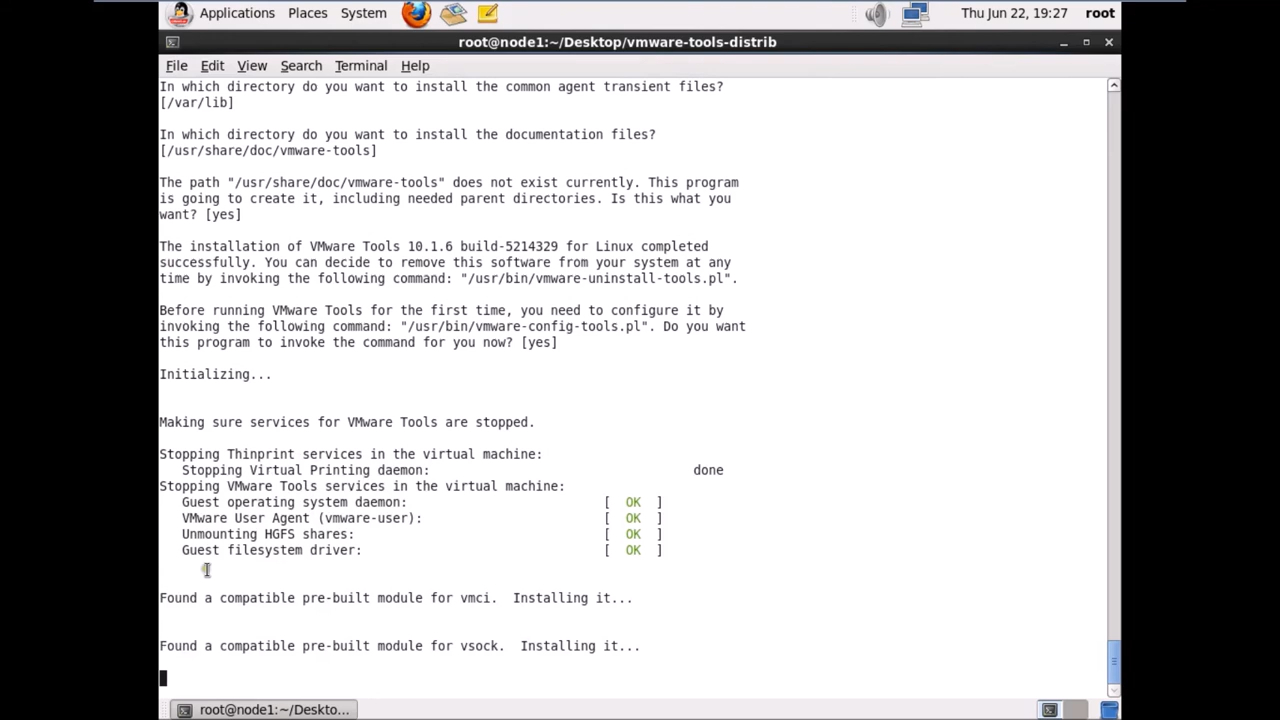 Applications Places System Thu Jun 22, 19:27 root
root@node1:~/Desktop/vmware-tools-distrib
File Edit View Search Terminal Help
In which directory do you want to install the common agent transient files?
[/var/lib]
In which directory do you want to install the documentation files?
[/usr/share/doc/vmware-tools]
The path "/usr/share/doc/vmware-tools" does not exist currently. This program
is going to create it, including needed parent directories. Is this what you
want? [yes]
The installation of VMware Tools 10.1.6 build-5214329 for Linux completed
successfully. You can decide to remove this software from your system at any
time by invoking the following command: "/usr/bin/vmware-uninstall-tools.pl".
Before running VMware Tools for the first time, you need to configure it by
invoking the following command: "/usr/bin/vmware-config-tools.pl". Do you want
this program to invoke the command for you now? [yes]
Initializing...
Making sure services for VMware Tools are stopped.
Stopping Thinprint services in the virtual machine:
Stopping Virtual Printing daemon: done
Stopping VMware Tools services in the virtual machine:
Guest operating system daemon: [ OK ]
VMware User Agent (vmware-user): [ OK ]
Unmounting HGFS shares: [ OK ]
Guest filesystem driver: [ OK ]
Found a compatible pre-built module for vmci. Installing it...
Found a compatible pre-built module for vsock. Installing it...
root@node1:~/Deskto...